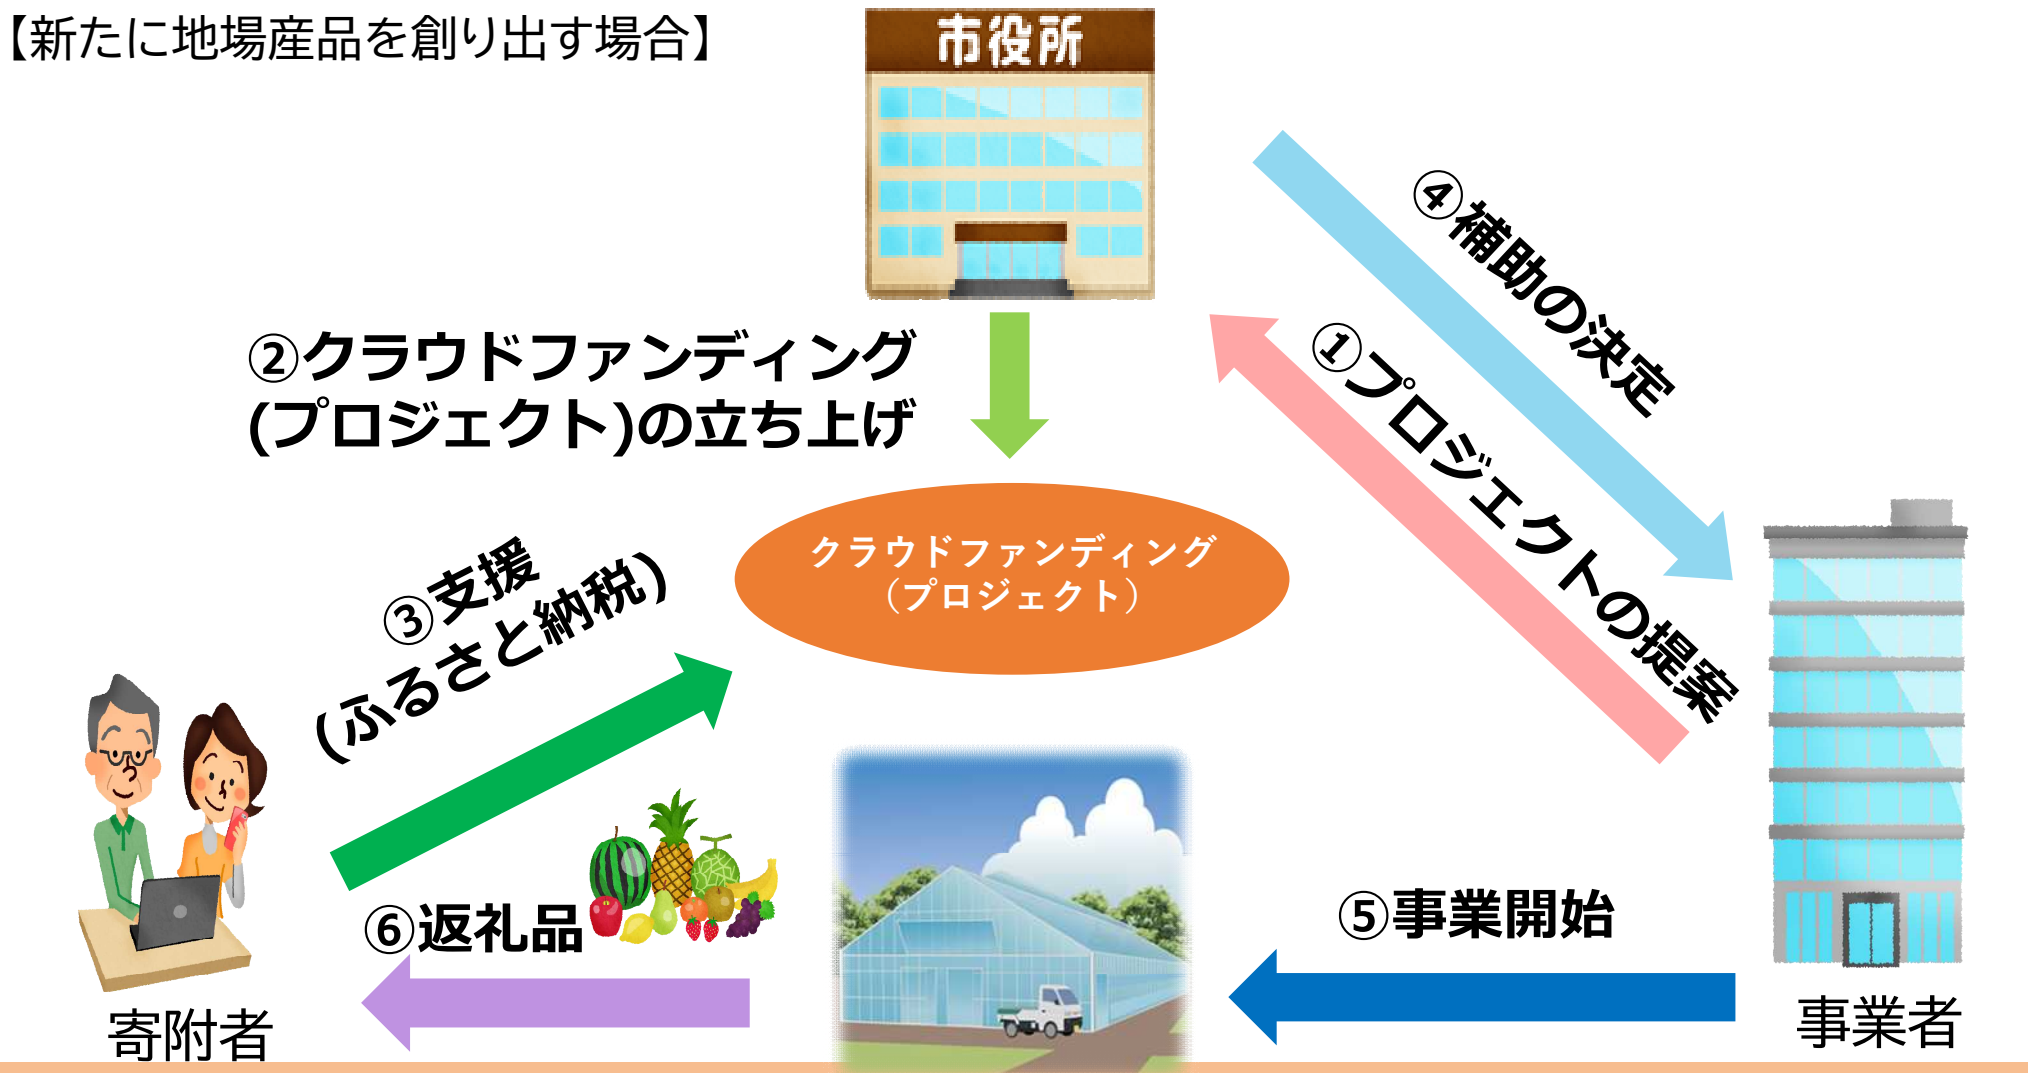 【新たに地場産品を創り出す場合】
市役所
④補助の決定
①プロジェクトの提案
②クラウドファンディング
(プロジェクト)の立ち上げ
クラウドファンディング
（プロジェクト）
③支援
(ふるさと納税)
⑥返礼品
⑤事業開始
寄附者
事業者